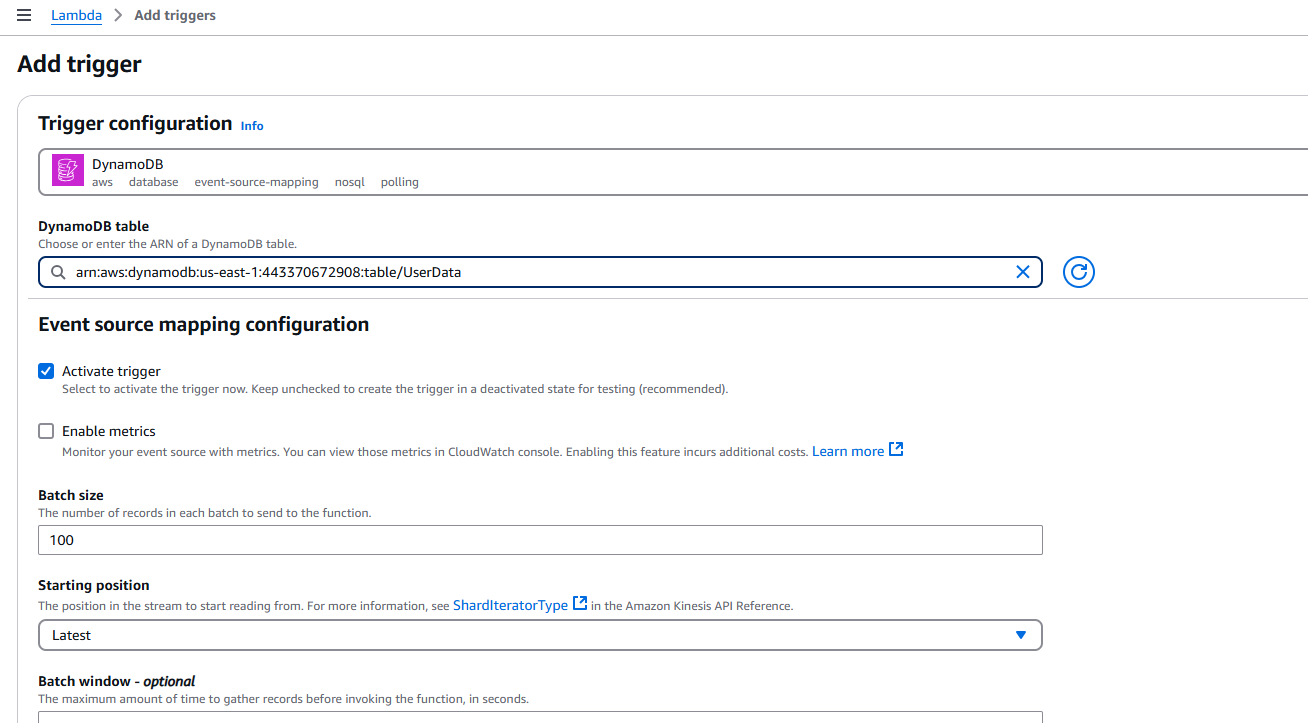 Lambda > Add triggers
Add trigger
Trigger configuration Info
DynamoDB
aws database event-source-mapping nosql polling
DynamoDB table
Choose or enter the ARN of a DynamoDB table.
arn:aws:dynamodb:us-east-1:443370672908:table/UserData
Event source mapping configuration
Activate trigger
Select to activate the trigger now. Keep unchecked to create the trigger in a deactivated state for testing (recommended).
Enable metrics
Monitor your event source with metrics. You can view those metrics in CloudWatch console. Enabling this feature incurs additional costs. Learn more
Batch size
The number of records in each batch to send to the function.
100
Starting position
The position in the stream to start reading from. For more information, see ShardIteratorType in the Amazon Kinesis API Reference.
Latest
Batch window - optional
The maximum amount of time to gather records before invoking the function, in seconds.